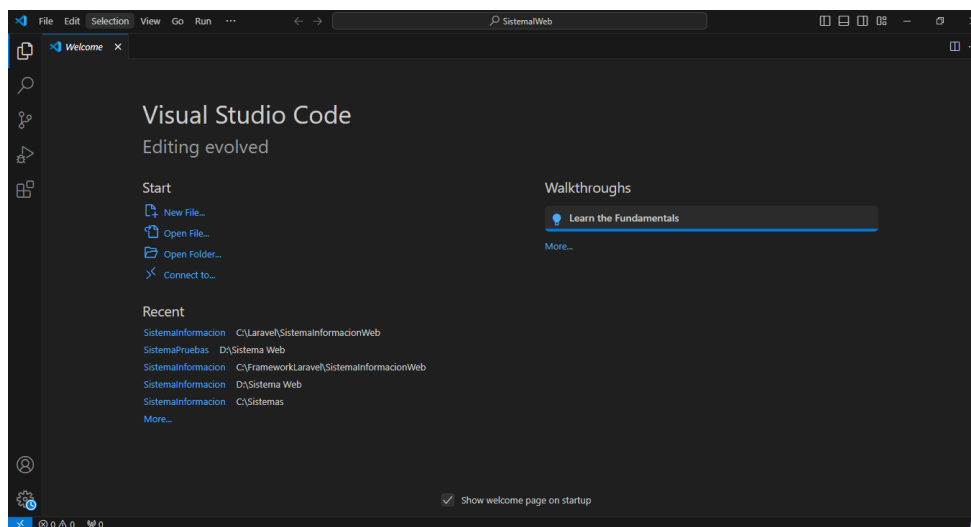 File Edit Selection View Go Run ··· SistemaIWeb
Welcome
Visual Studio Code
Editing evolved
Start
New File...
Open File...
Open Folder...
Connect to...
Recent
SistemaInformacion C:\Laravel\SistemaInformacionWeb
SistemaPruebas D:\Sistema Web
SistemaInformacion C:\FrameworkLaravel\SistemaInformacionWeb
SistemaInformacion D:\Sistema Web
SistemaInformacion C:\Sistemas
More...
Walkthroughs
Learn the Fundamentals
More...
Show welcome page on startup
0 0 0